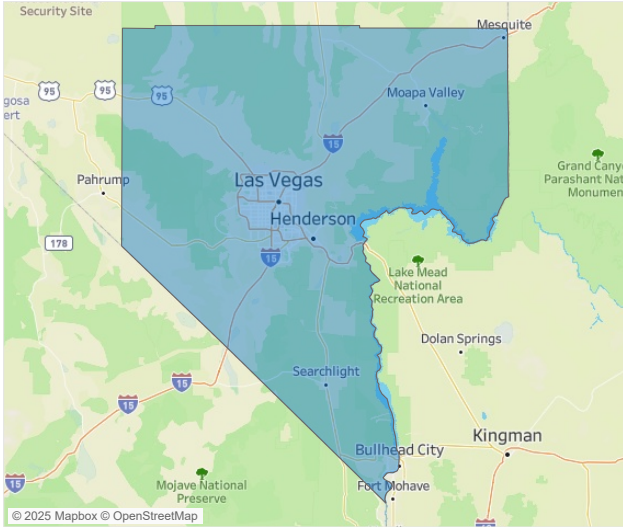 Security Site
Mesquite
95
95
95
gosa
ert
Moapa Valley
15
Grand Cany
Parashant Nat
Monumen
Pahrump
Las Vegas
Henderson
178
15
Lake Mead
National
Recreation Area
Dolan Springs
15
Searchlight
15
Kingman
Bullhead City
15
Mojave National
Preserve
Fort Mohave
© 2025 Mapbox © OpenStreetMap